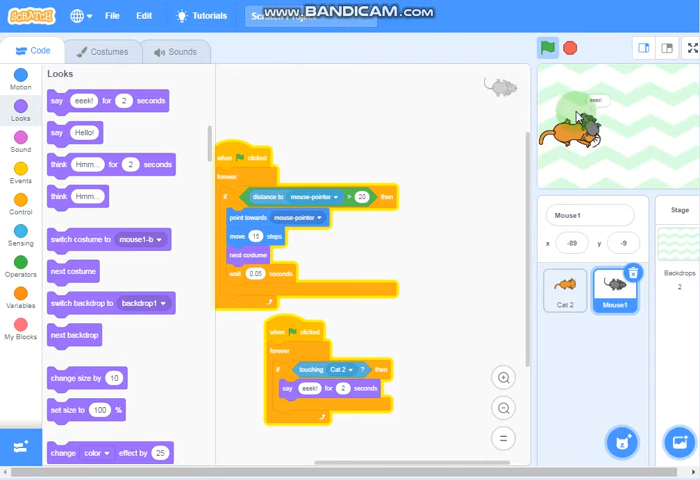 www.BANDICAM.com
SCRATCH File Edit Tutorials Scratch Project
Code Costumes Sounds
Motion
Looks
Sound
Events
Control
Sensing
Operators
Variables
My Blocks
Looks
say eeek! for 2 seconds
say Hello!
think Hmm... for 2 seconds
think Hmm...
switch costume to mouse1-b
next costume
switch backdrop to backdrop1
next backdrop
change size by 10
set size to 100 %
change color effect by 25
when clicked
forever
if distance to mouse-pointer > 20 then
point towards mouse-pointer
move 15 steps
next costume
wait 0.05 seconds
when clicked
forever
if touching Cat 2 ? then
say eeek! for 2 seconds
Mouse1
x -89 y -9
Cat 2
Mouse1
Stage
Backdrops
2